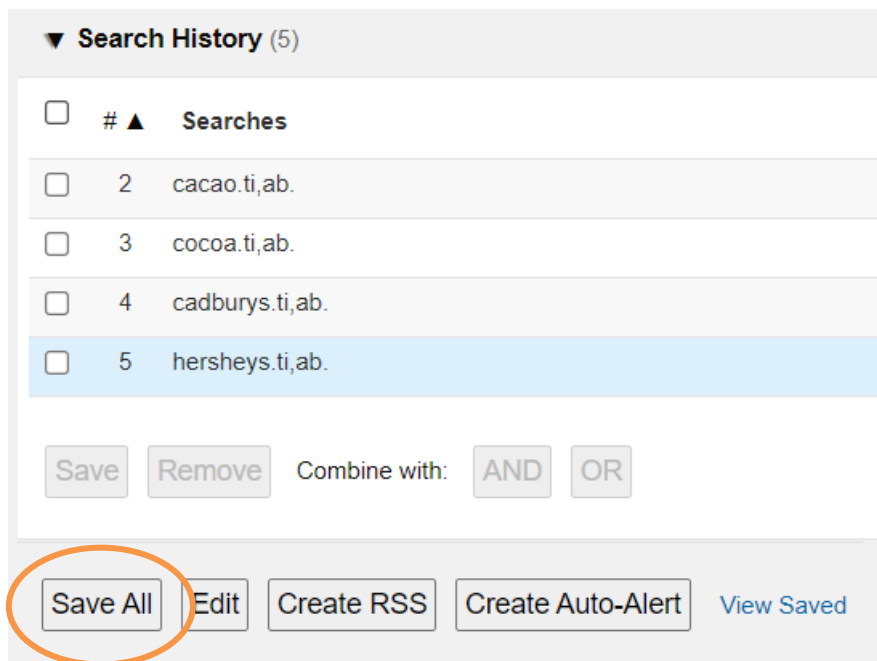 ▼ Search History (5)
# ▲ Searches
2 cacao.ti,ab.
3 cocoa.ti,ab.
4 cadburys.ti,ab.
5 hersheys.ti,ab.
Save Remove Combine with: AND OR
Save All Edit Create RSS Create Auto-Alert View Saved